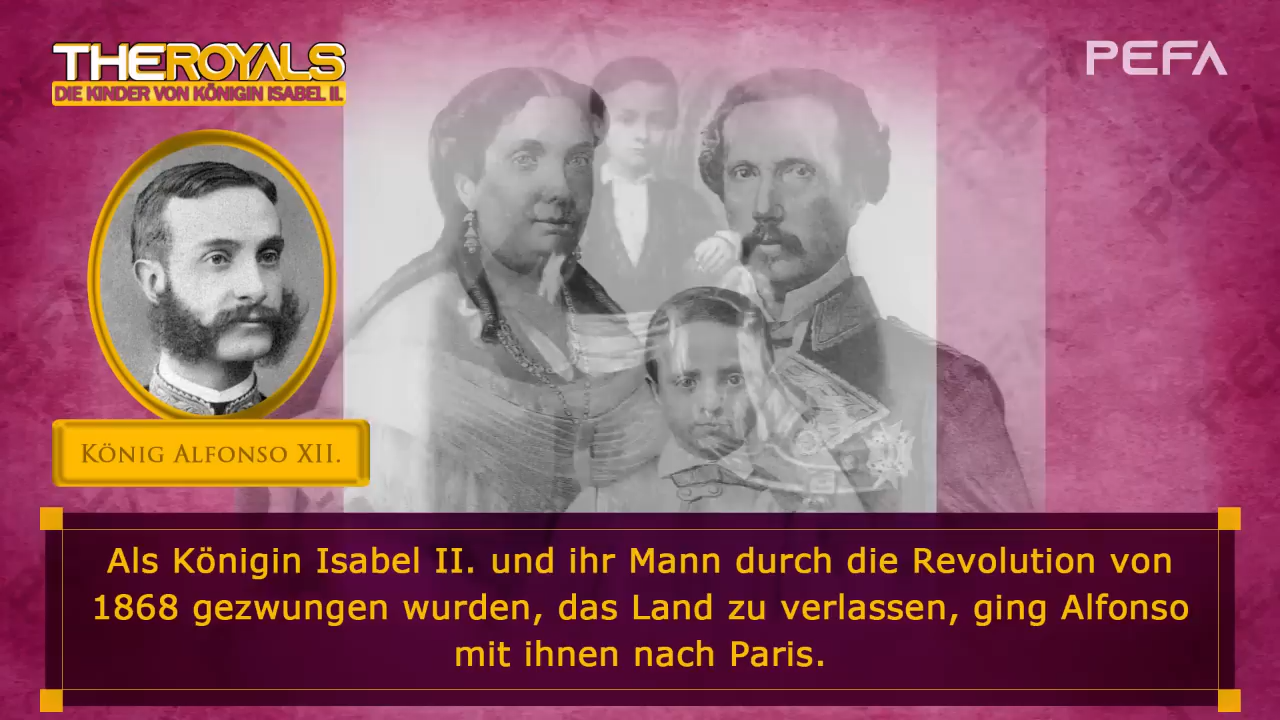 THEROYALS
DIE KINDER VON KÖNIGIN ISABEL II.
PEFA
KÖNIG ALFONSO XII.
Als Königin Isabel II. und ihr Mann durch die Revolution von
1868 gezwungen wurden, das Land zu verlassen, ging Alfonso
mit ihnen nach Paris.